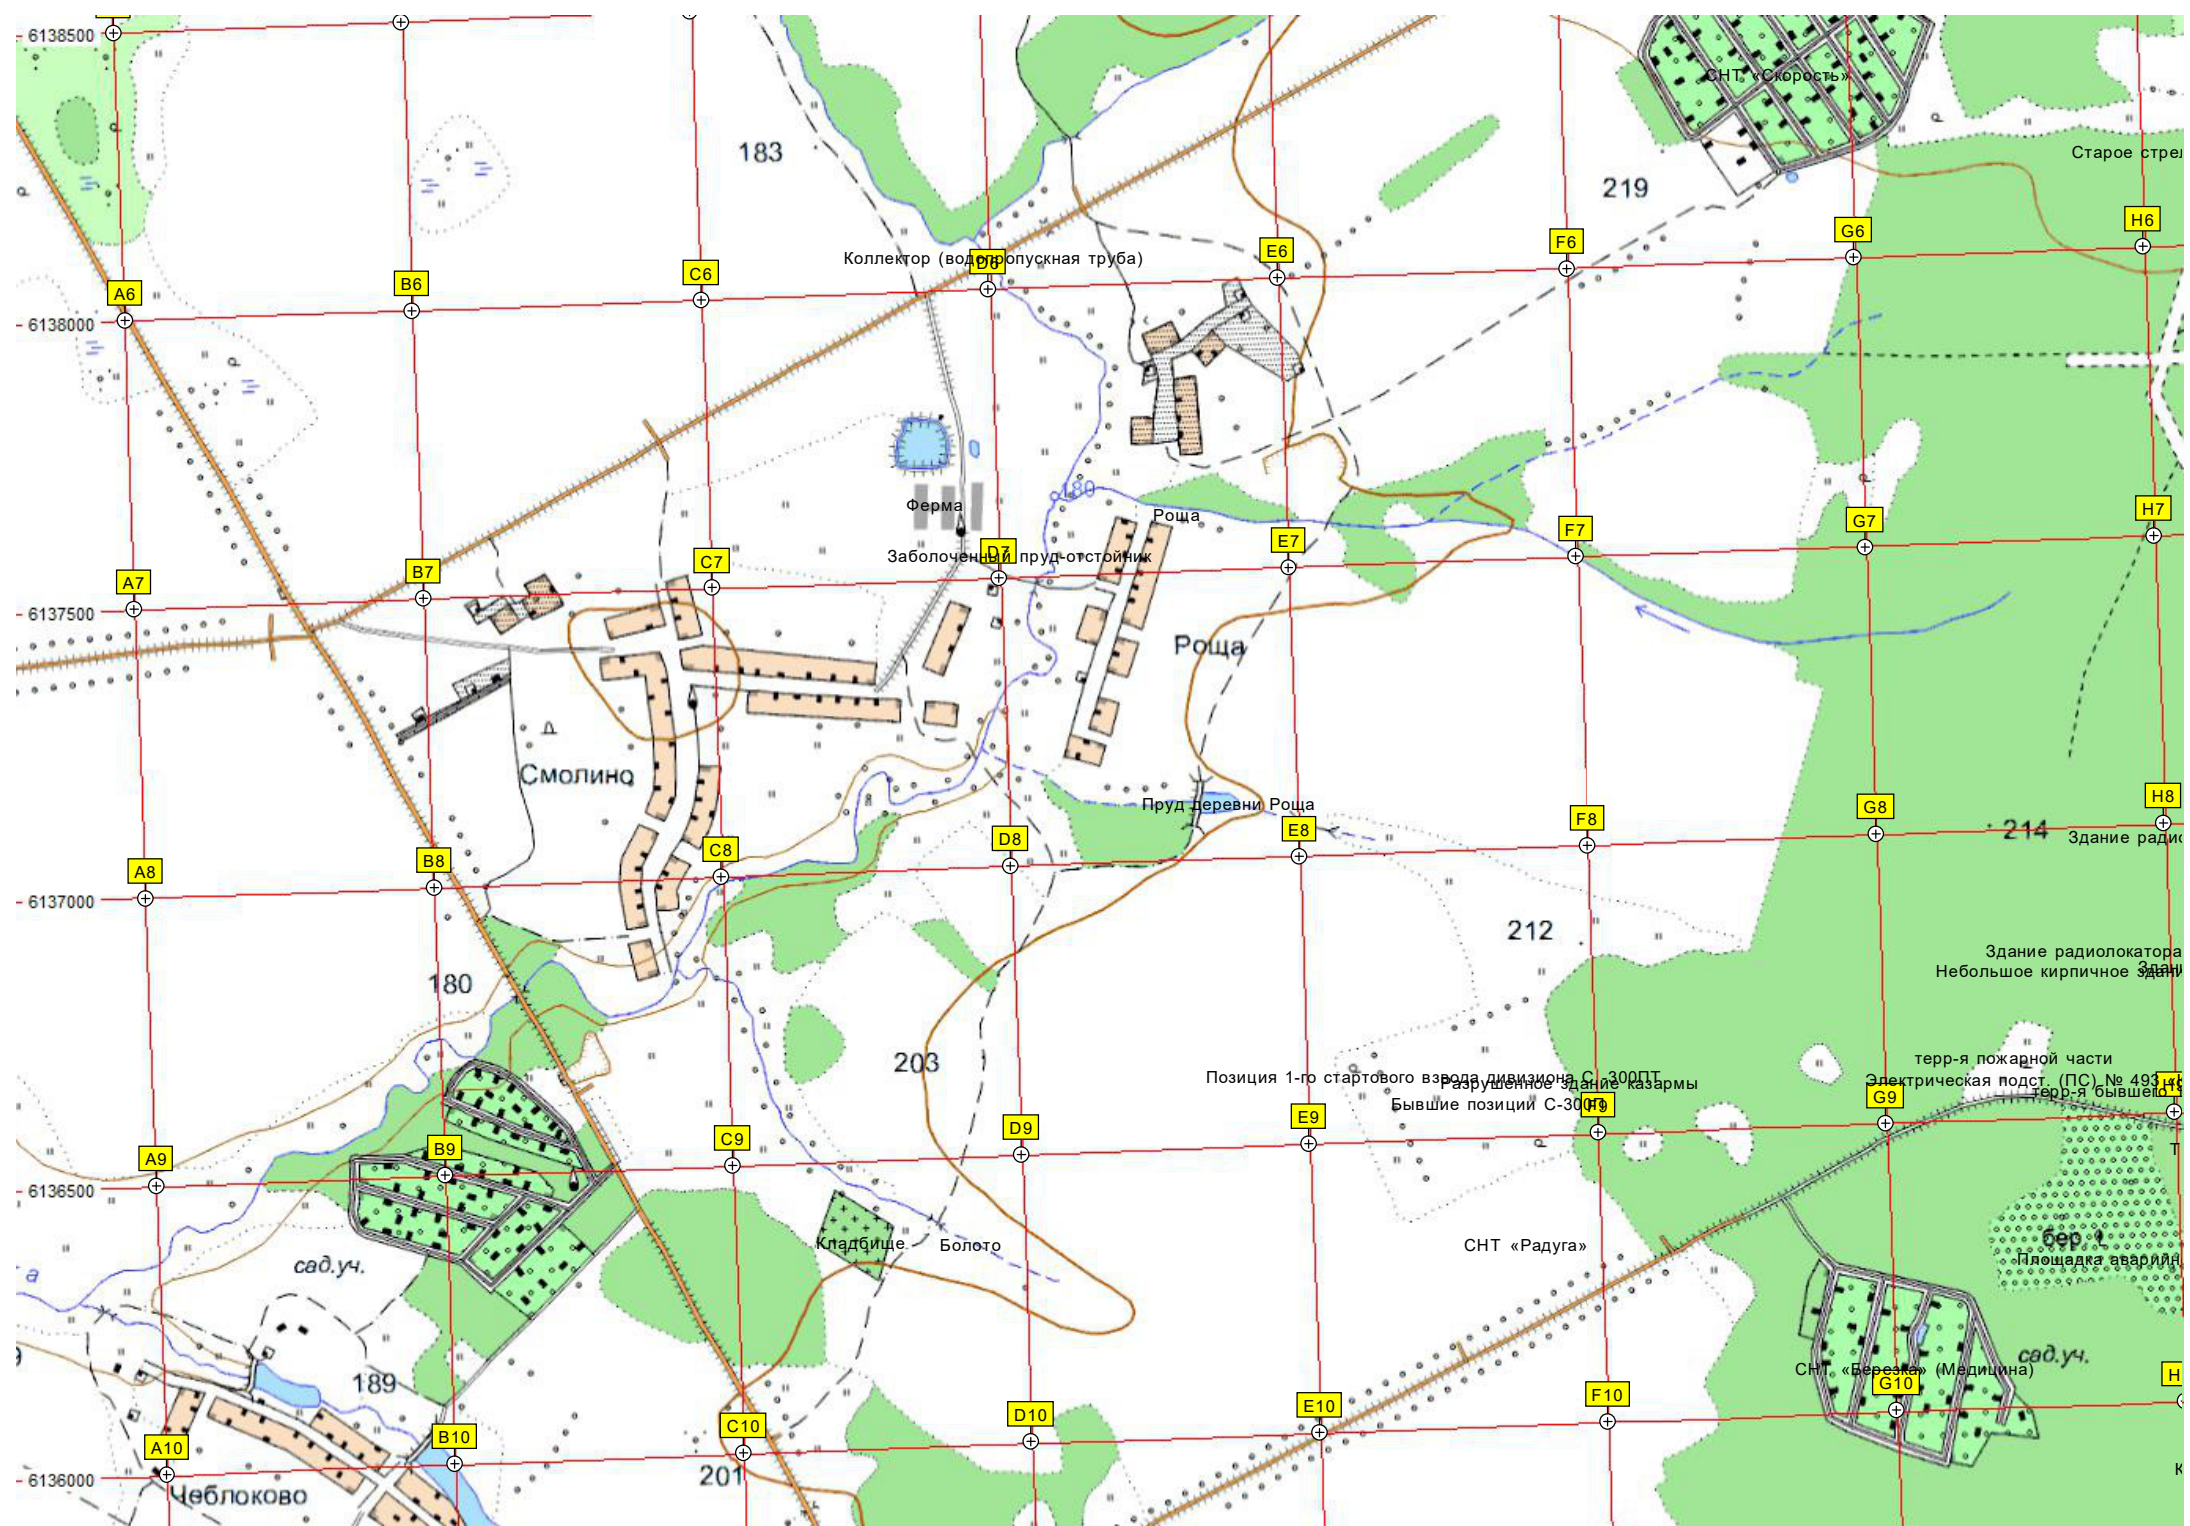 6138500
СНТ «Скорость»
183
Старое стрел
219
H6
G6
F6
E6
Коллектор (водопропускная труба)
D6
C6
B6
A6
6138000
180
Ферма
Роща
H7
G7
F7
E7
Заболоченный пруд-отстойник
D7
C7
B7
A7
6137500
Роща
Смолино
Пруд деревни Роща
H8
G8
F8
E8
214
Здание радио
D8
C8
B8
A8
6137000
212
Здание радиолокатора
Небольшое кирпичное здани
180
203
терр-я пожарной части
Позиция 1-го стартового взвода дивизиона С-300ПТ
Разрушенное здание казармы
Электрическая подст. (ПС) № 493
терр-я бывшего
Бывшие позиции С-300П
F9
G9
E9
D9
C9
B9
A9
6136500
Кладбище
Болото
СНТ «Радуга»
бер.
Площадка аварийн
сад.уч.
а
189
сад.уч.
СНТ «Березка» (Медицина)
G10
F10
E10
D10
C10
B10
A10
6136000
201
Чеблоково